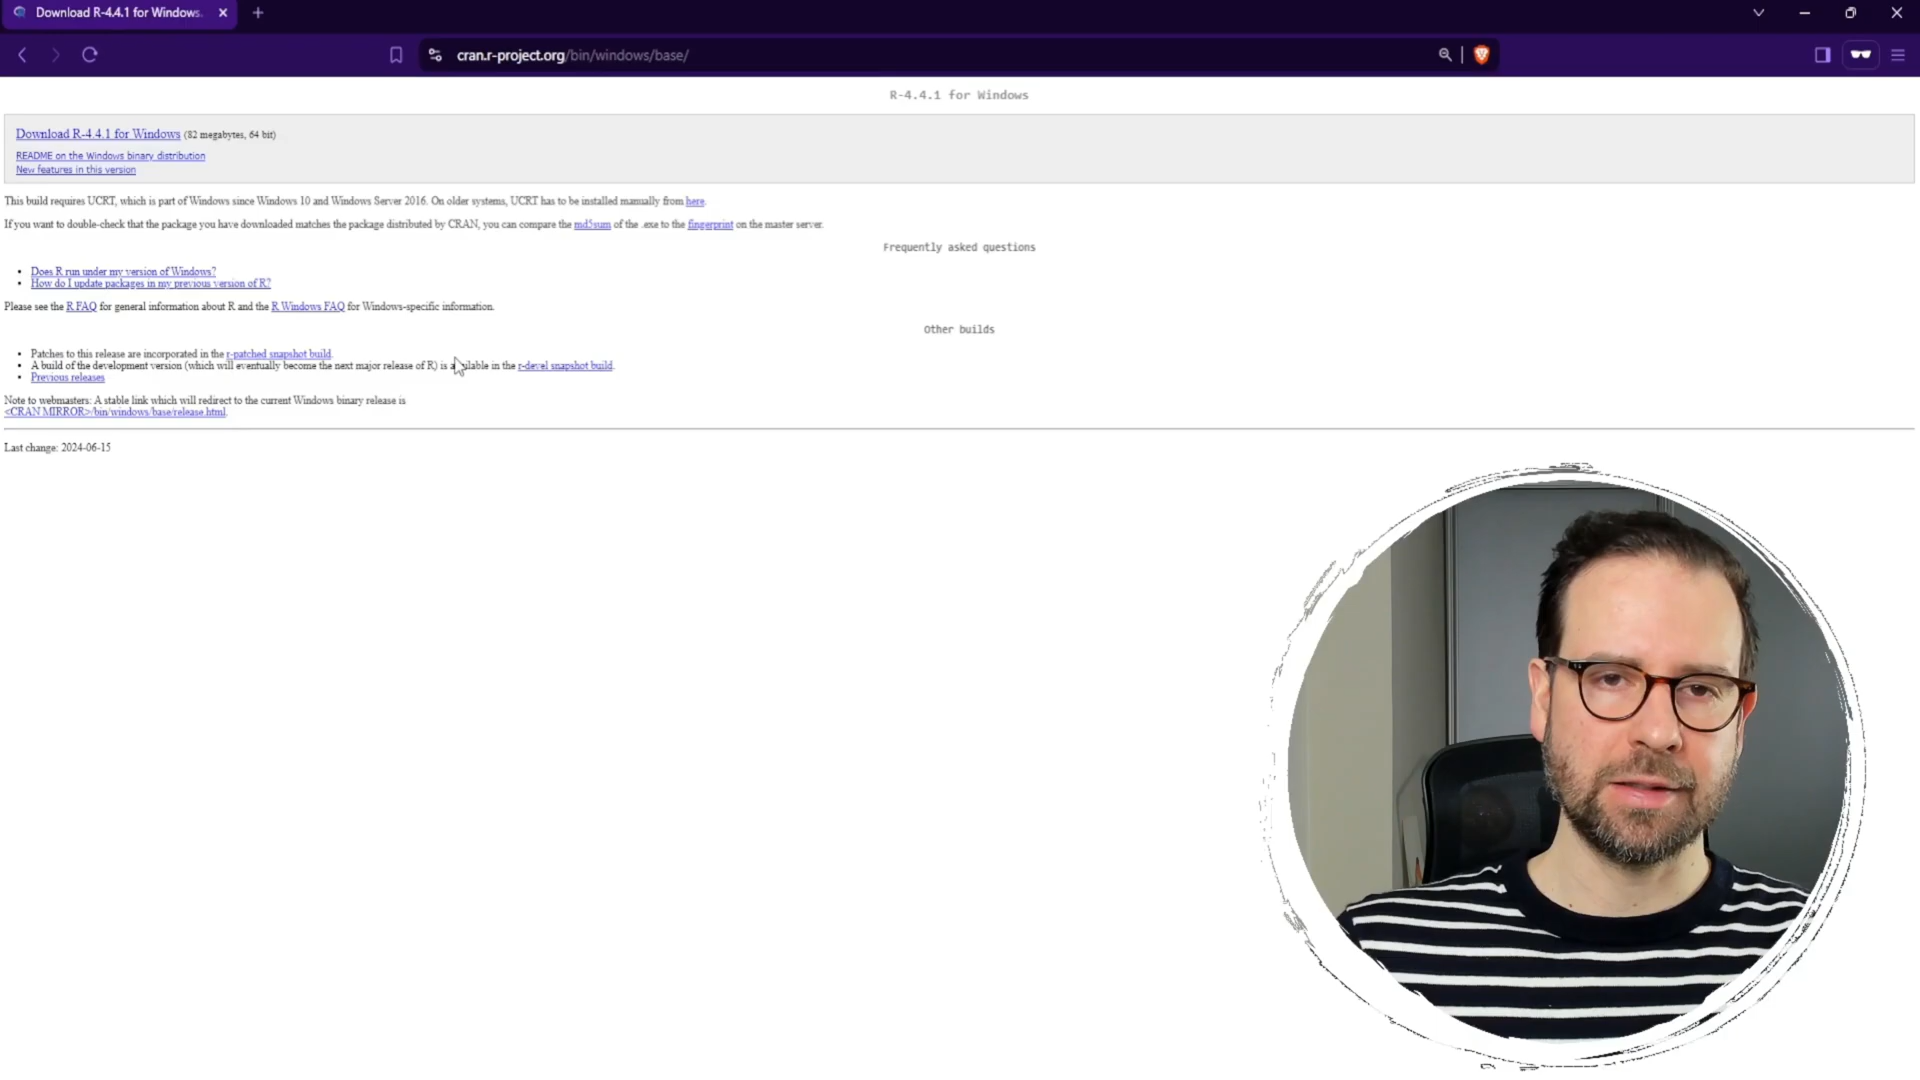 Download R-4.4.1 for Windows.
cran.r-project.org/bin/windows/base/
R-4.4.1 for Windows
Download R-4.4.1 for Windows (82 megabytes, 64 bit)
README on the Windows binary distribution
New features in this version
This build requires UCRT, which is part of Windows since Windows 10 and Windows Server 2016. On older systems, UCRT has to be installed manually from here.
If you want to double-check that the package you have downloaded matches the package distributed by CRAN, you can compare the md5sum of the .exe to the fingerprint on the master server.
Frequently asked questions
• Does R run under my version of Windows?
• How do I update packages in my previous version of R?
Please see the R FAQ for general information about R and the R Windows FAQ for Windows-specific information.
Other builds
• Patches to this release are incorporated in the r-patched snapshot build.
• A build of the development version (which will eventually become the next major release of R) is available in the r-devel snapshot build.
• Previous releases
Note to webmasters: A stable link which will redirect to the current Windows binary release is
<CRAN MIRROR>/bin/windows/base/release.html.
Last change: 2024-06-15